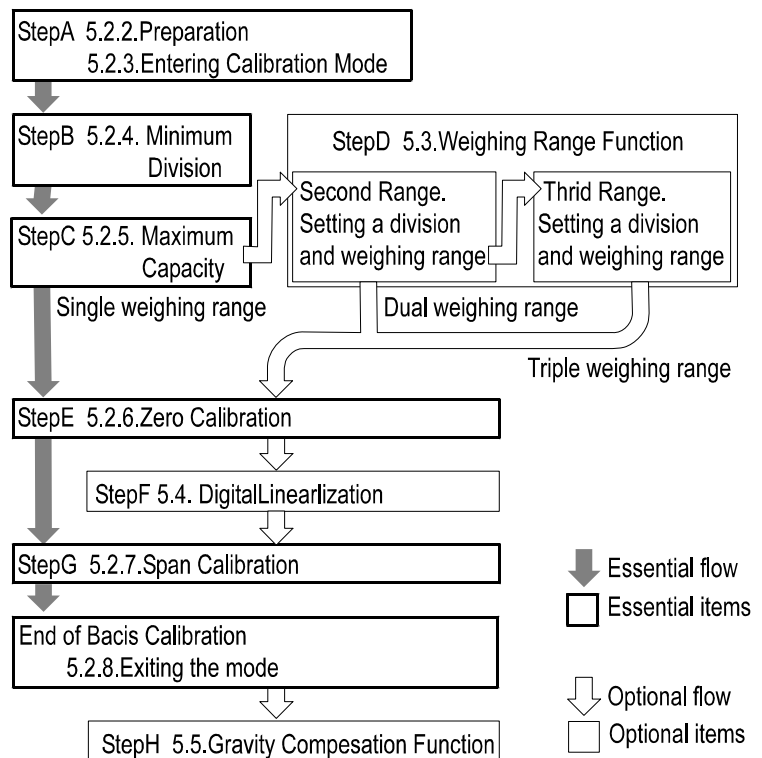 StepA 5.2.2.Preparation
5.2.3.Entering Calibration Mode
StepB 5.2.4. Minimum
Division
StepC 5.2.5. Maximum
Capacity
StepD 5.3.Weighing Range Function
Second Range.
Setting a division
and weighing range
Thrid Range.
Setting a division
and weighing range
Single weighing range
Dual weighing range
Triple weighing range
StepE 5.2.6.Zero Calibration
StepF 5.4. DigitalLinearlization
StepG 5.2.7.Span Calibration
End of Bacis Calibration
5.2.8.Exiting the mode
StepH 5.5.Gravity Compesation Function
Essential flow
Essential items
Optional flow
Optional items